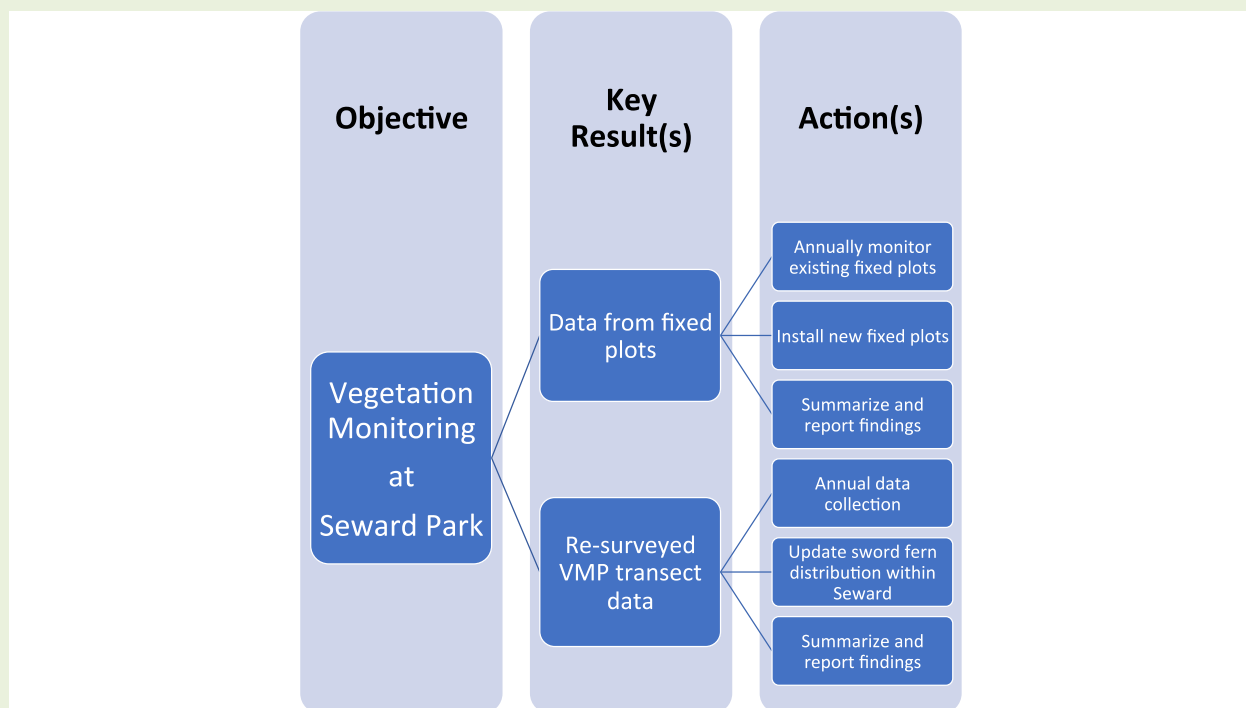 Objective
Key
Result(s)
Action(s)
Vegetation
Monitoring
at
Seward Park
Data from fixed
plots
Re-surveyed
VMP transect
data
Annually monitor
existing fixed plots
Install new fixed plots
Summarize and
report findings
Annual data
collection
Update sword fern
distribution within
Seward
Summarize and
report findings